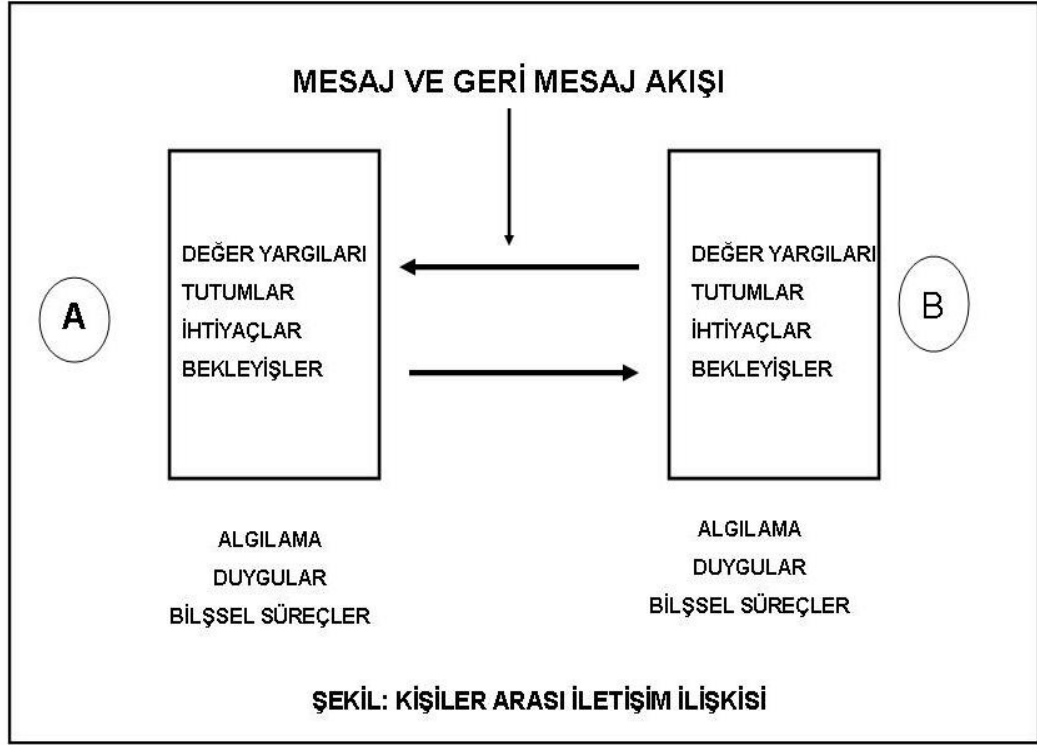 MESAJ VE GERİ MESAJ AKIŞI
A
DEĞER YARGILARI
TUTUMLAR
İHTİYAÇLAR
BEKLEYİŞLER
DEĞER YARGILARI
TUTUMLAR
İHTİYAÇLAR
BEKLEYİŞLER
B
ALGILAMA
DUYGULAR
BİLŞSEL SÜREÇLER
ALGILAMA
DUYGULAR
BİLŞSEL SÜREÇLER
ŞEKİL: KİŞİLER ARASI İLETİŞİM İLİŞKİSİ